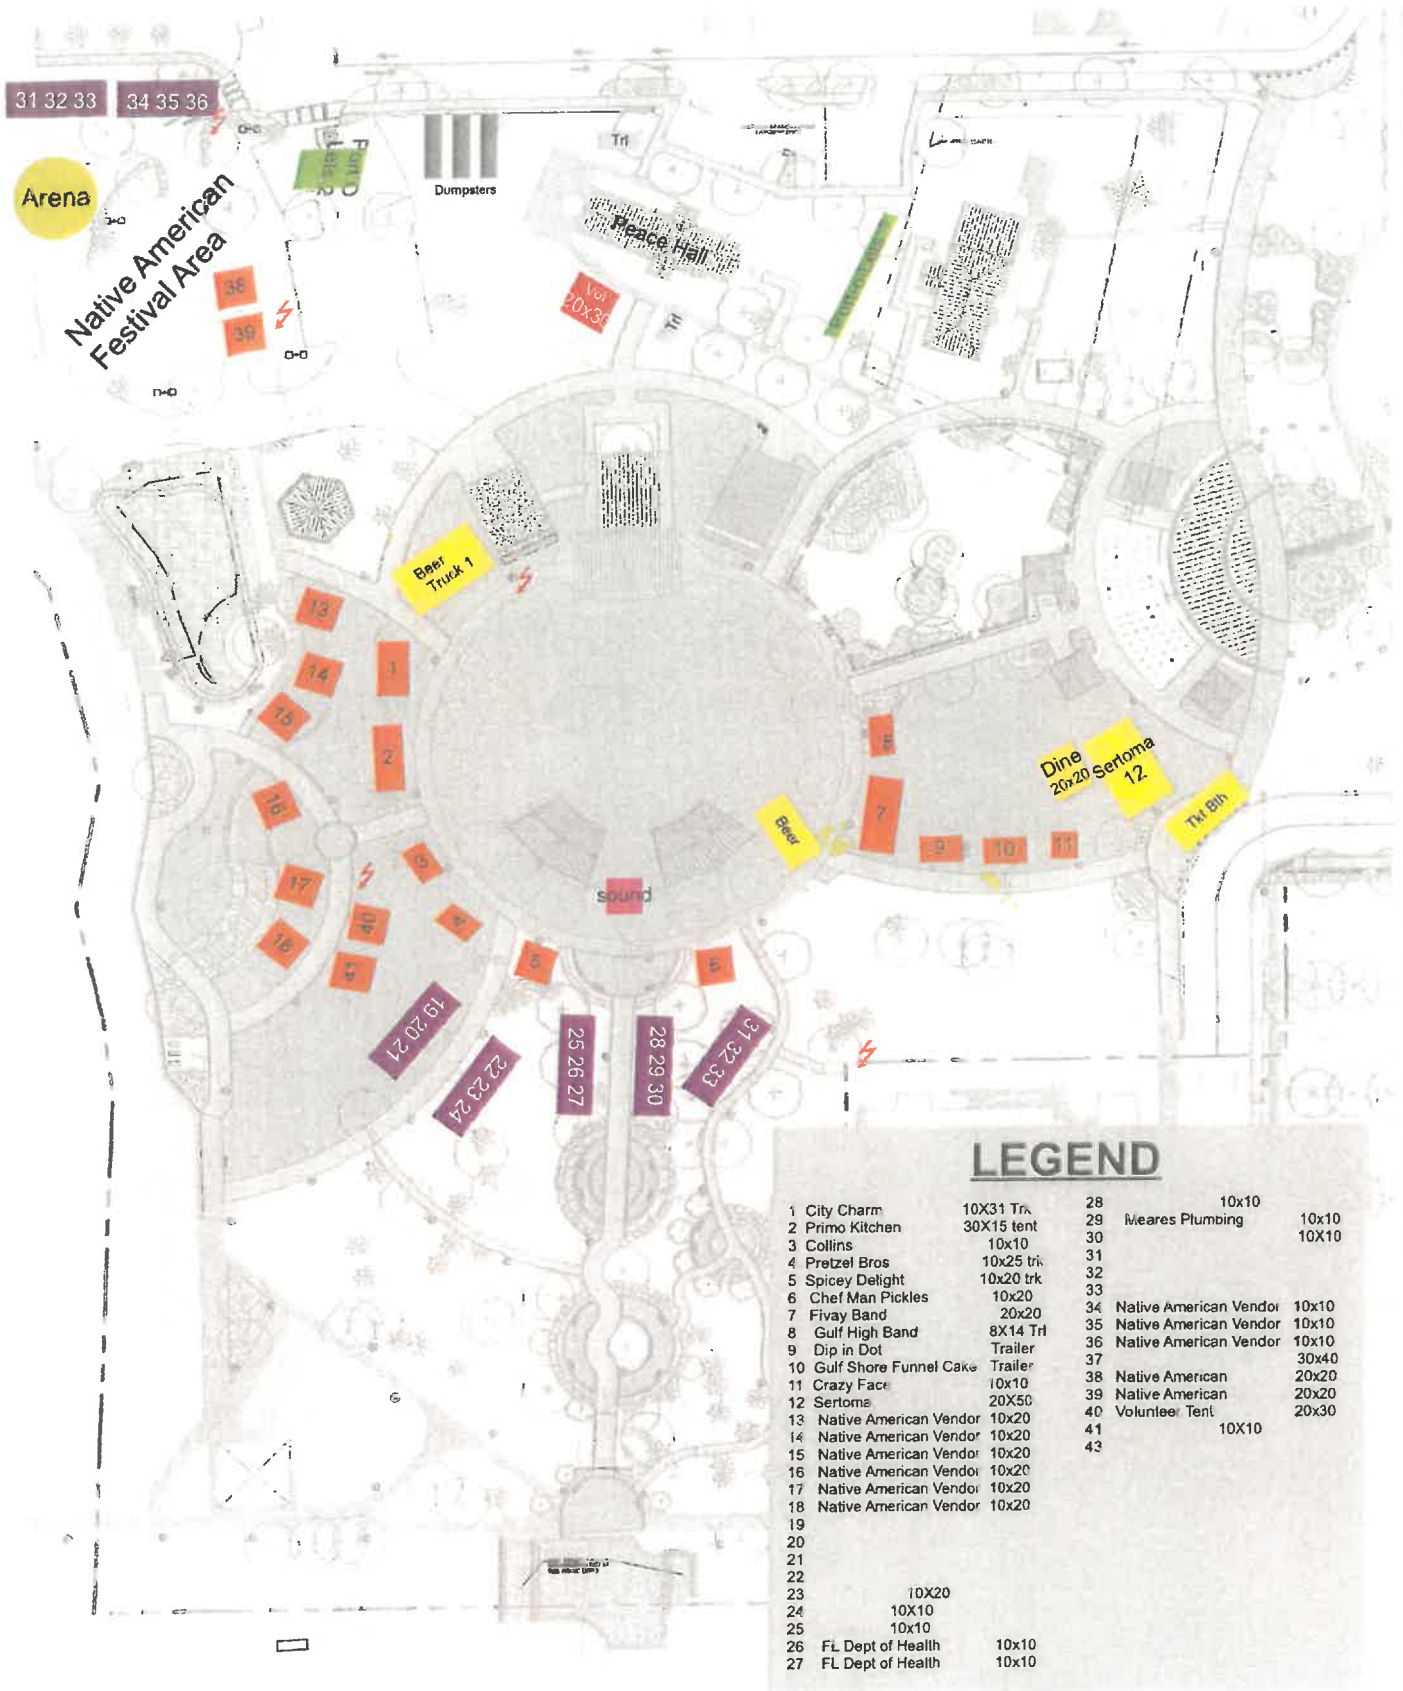 31 32 33
34 35 36
Arena
Native American
Festival Area
Port O
Lets 2
Dumpsters
Trl
Peace Hall
Vol
20x30
Trl
38
39
Beer
Truck 1
13
14
15
1
2
16
17
18
3
4
40
41
5
6
sound
Beer
8
7
9
10
11
Dine
20x20
Sertoma
12
Tkt Bth
19 20 21
22 23 24
25 26 27
28 29 30
31 32 33
LEGEND
1 City Charm 10X31 Trk
2 Primo Kitchen 30X15 tent
3 Collins 10x10
4 Pretzel Bros 10x25 trk
5 Spicey Delight 10x20 trk
6 Chef Man Pickles 10x20
7 Fivay Band 20x20
8 Gulf High Band 8X14 Trl
9 Dip in Dot Trailer
10 Gulf Shore Funnel Cake Trailer
11 Crazy Face 10x10
12 Sertoma 20X50
13 Native American Vendor 10x20
14 Native American Vendor 10x20
15 Native American Vendor 10x20
16 Native American Vendor 10x20
17 Native American Vendor 10x20
18 Native American Vendor 10x20
19
20
21
22
23 10X20
24 10X10
25 10x10
26 FL Dept of Health 10x10
27 FL Dept of Health 10x10
28 10x10
29 Meares Plumbing 10x10
30 10X10
31
32
33
34 Native American Vendor 10x10
35 Native American Vendor 10x10
36 Native American Vendor 10x10
37 30x40
38 Native American 20x20
39 Native American 20x20
40 Volunteer Tent 20x30
41 10X10
43